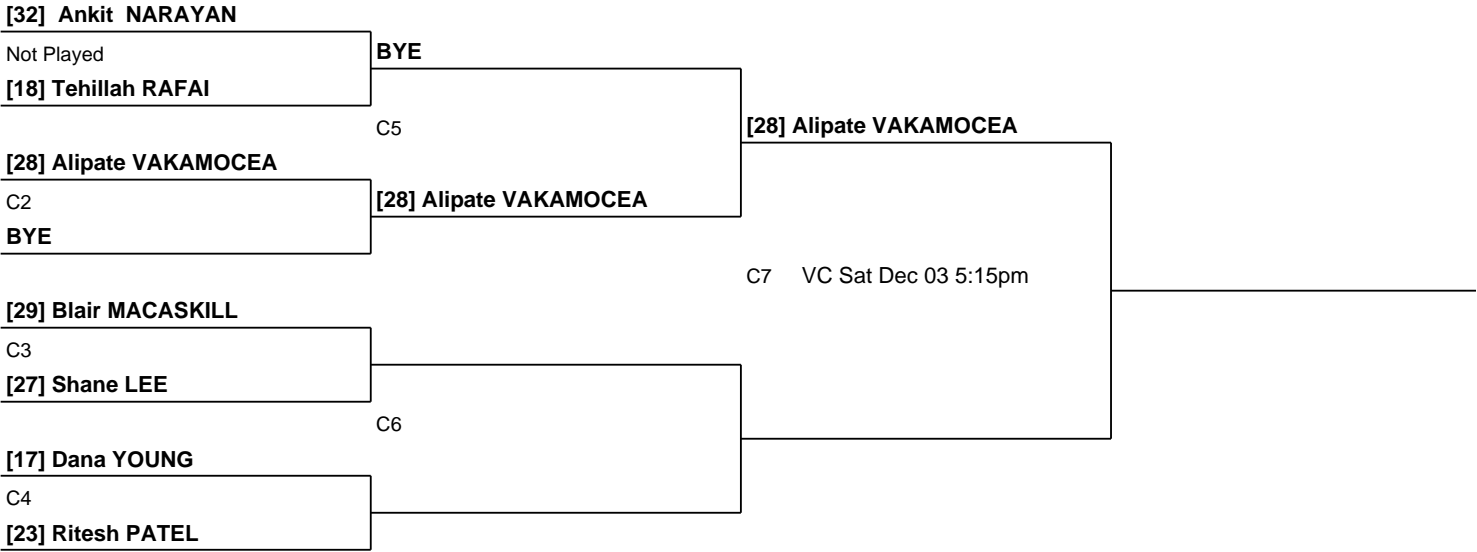 [32]  Ankit  NARAYAN
Not Played
BYE
[18] Tehillah RAFAI
C5
[28] Alipate VAKAMOCEA
[28] Alipate VAKAMOCEA
C2
[28] Alipate VAKAMOCEA
BYE
C7 VC Sat Dec 03 5:15pm
[29] Blair MACASKILL
C3
[27] Shane LEE
C6
[17] Dana YOUNG
C4
[23] Ritesh PATEL